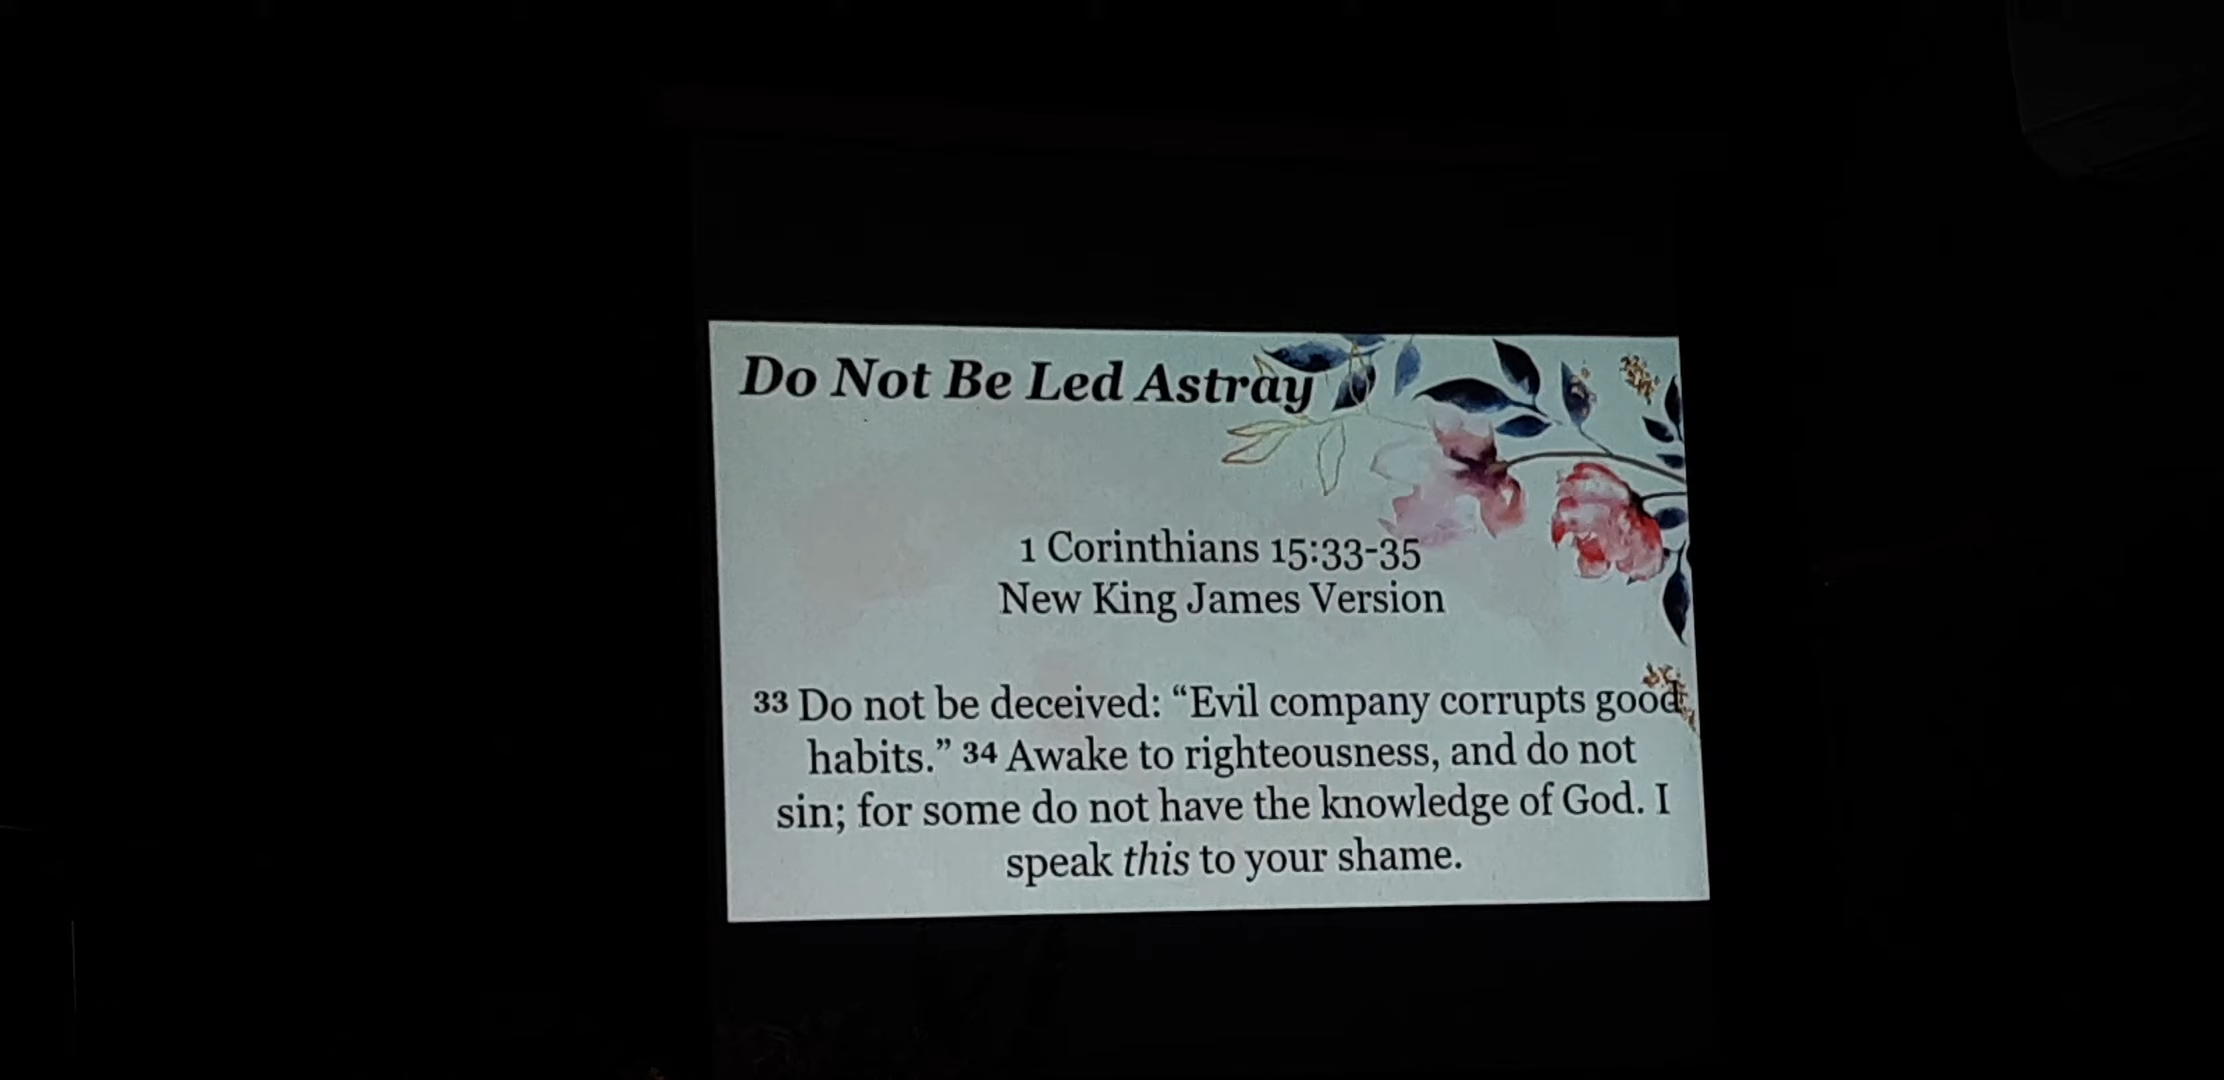 Do Not Be Led Astray
1 Corinthians 15:33-35
New King James Version
33 Do not be deceived: “Evil company corrupts good
habits.” 34 Awake to righteousness, and do not
sin; for some do not have the knowledge of God. I
speak this to your shame.